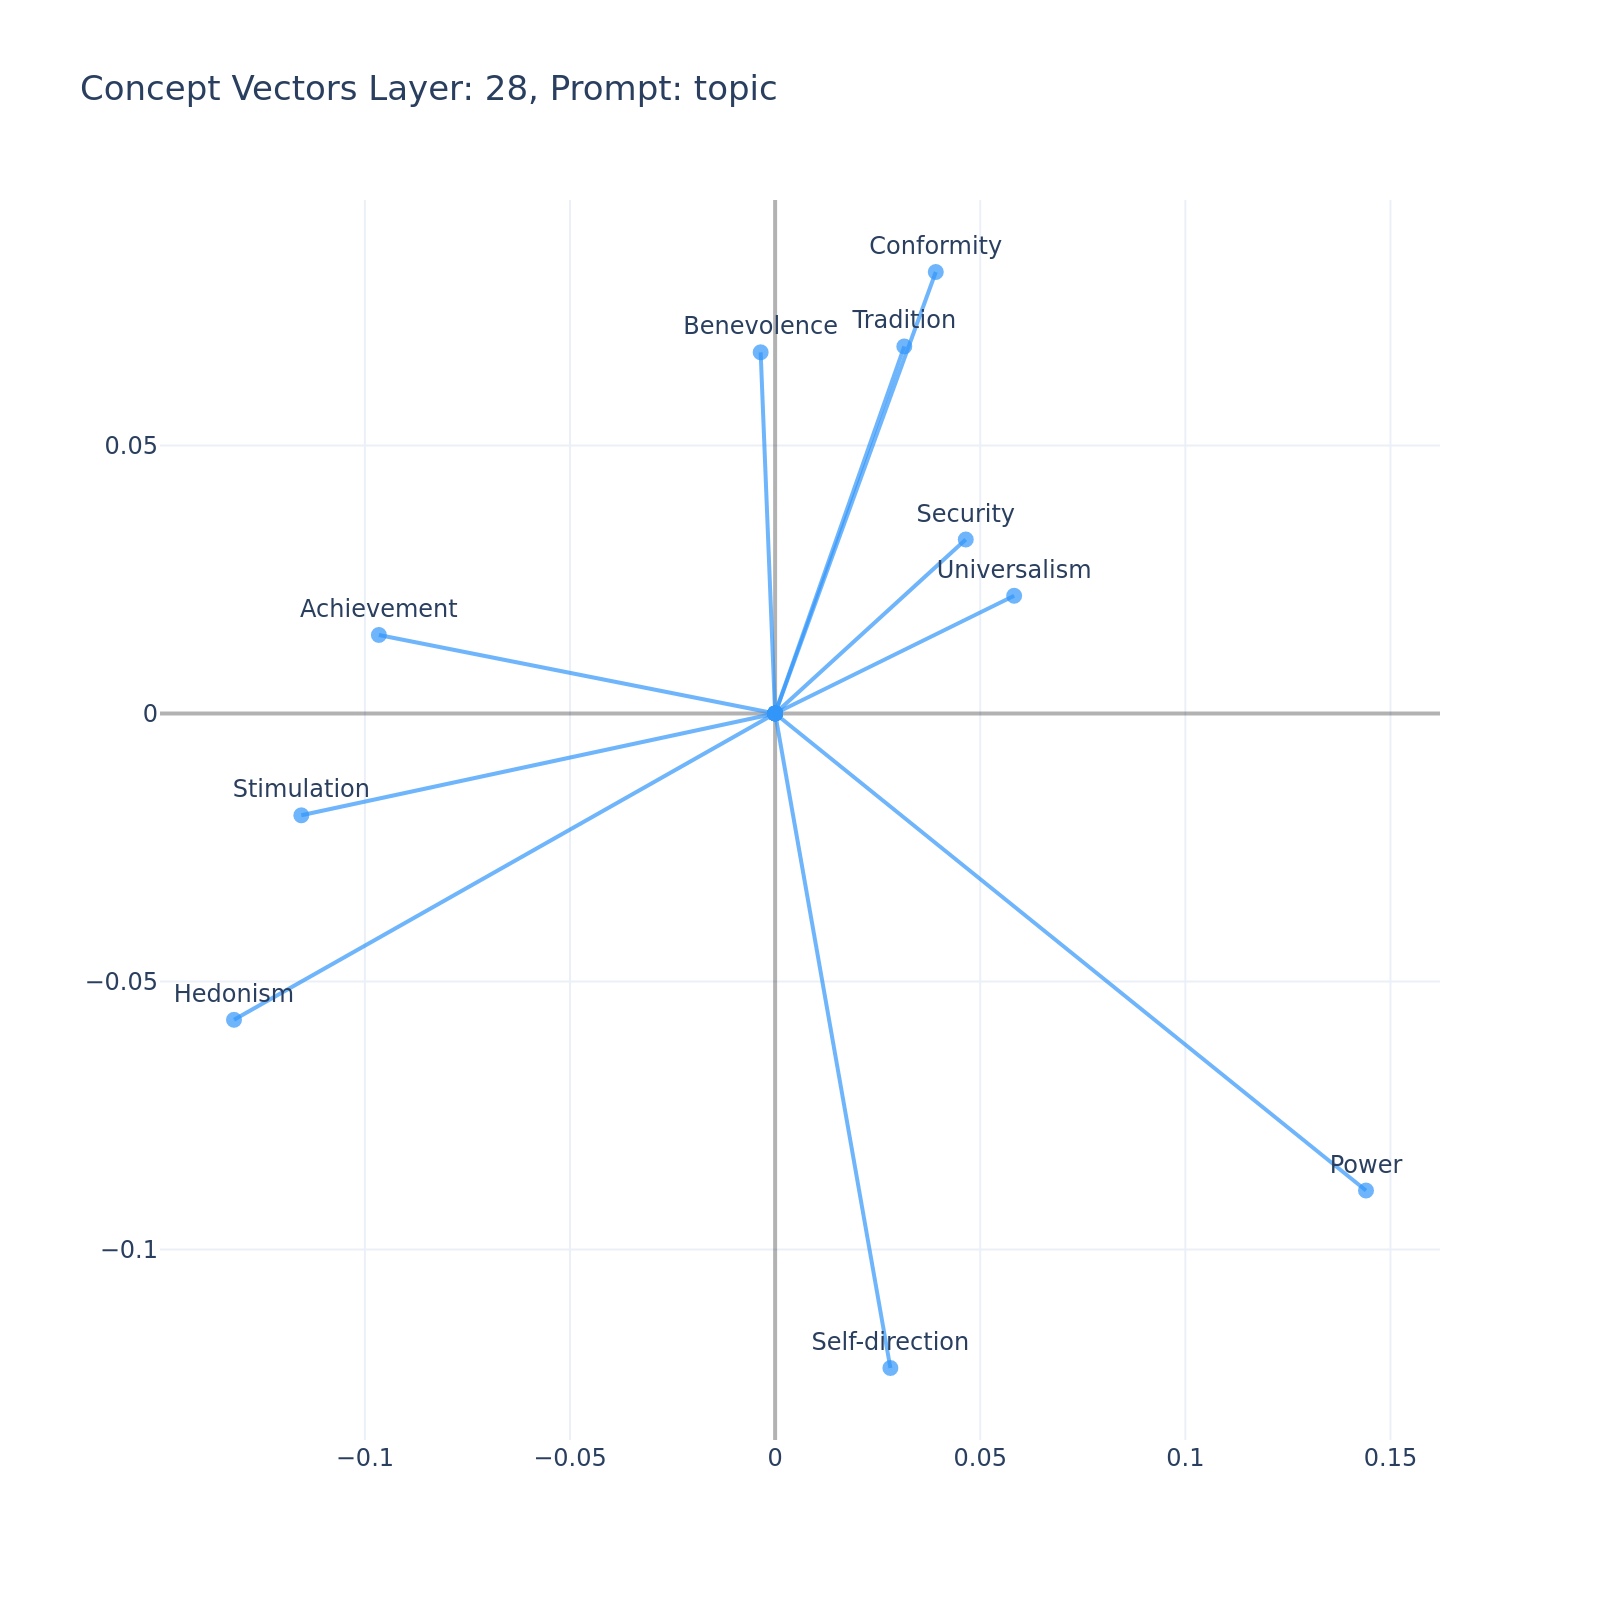 Concept Vectors Layer: 28, Prompt: topic
Conformity
Benevolence
Tradition
0.05
Security
Universalism
Achievement
0
Stimulation
−0.05
Hedonism
Power
−0.1
Self-direction
−0.1
−0.05
0
0.05
0.1
0.15